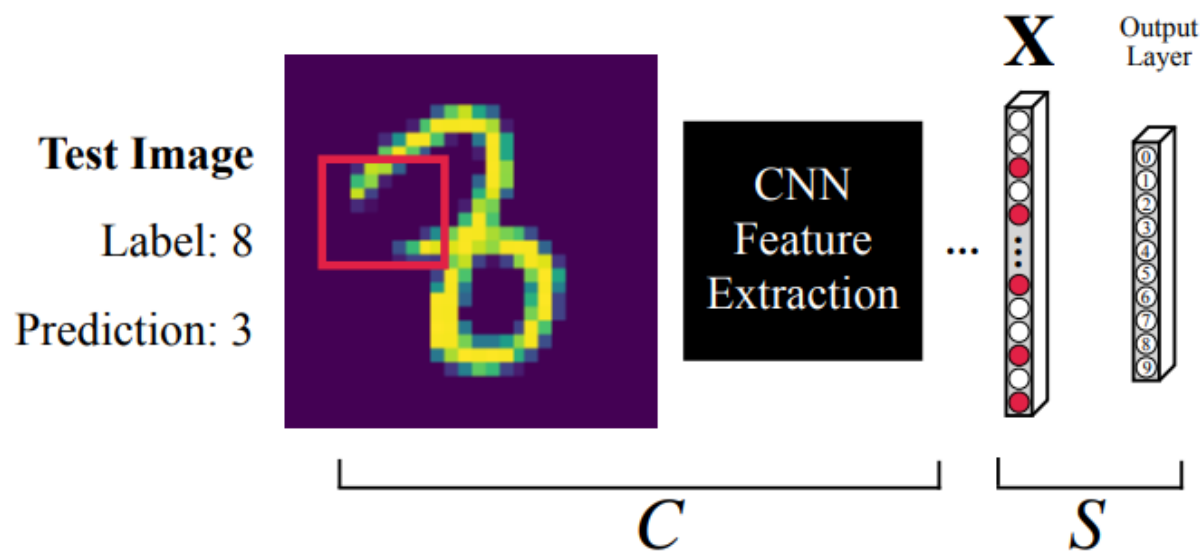 Test Image
Label: 8
Prediction: 3
CNN
Feature
Extraction
...
X
Output
Layer
0
1
2
3
4
5
6
7
8
9
C
S